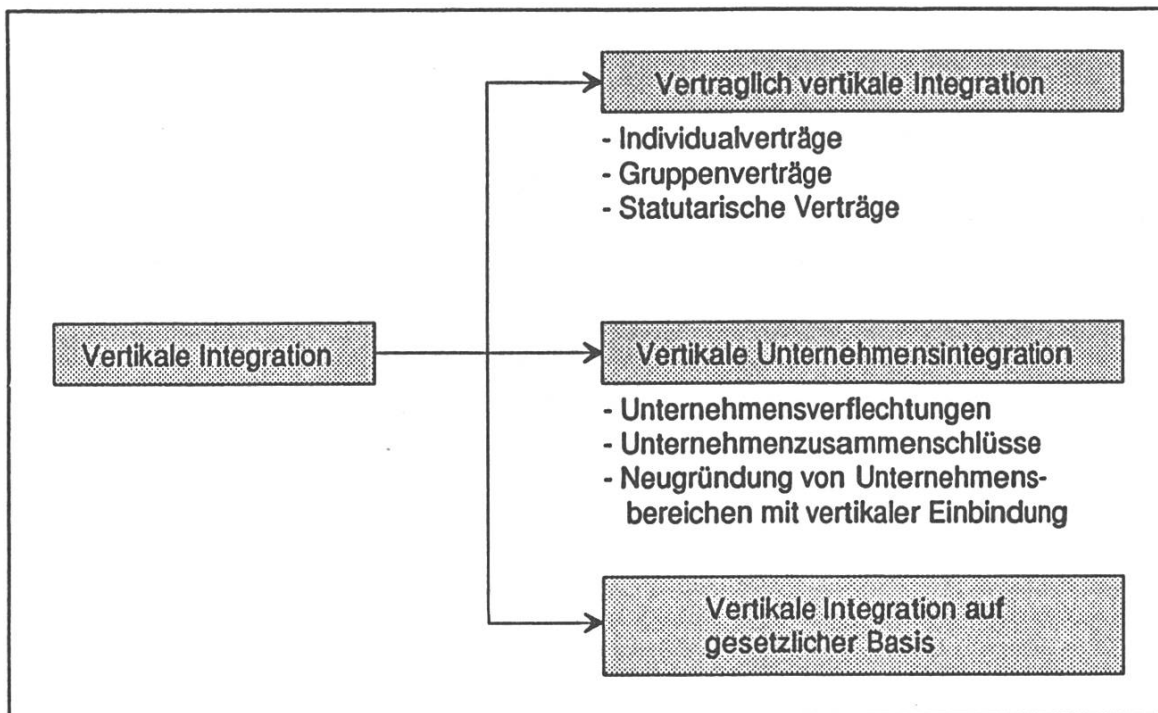 Vertraglich vertikale Integration
- Individualverträge
- Gruppenverträge
- Statutarische Verträge
Vertikale Integration
Vertikale Unternehmensintegration
- Unternehmensverflechtungen
- Unternehmenzusammenschlüsse
- Neugründung von Unternehmens-
bereichen mit vertikaler Einbindung
Vertikale Integration auf
gesetzlicher Basis